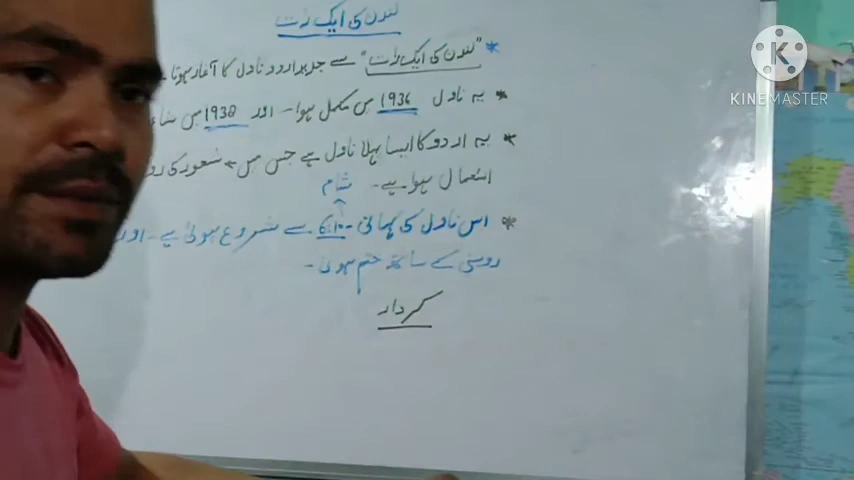 لندن کی ایک رات
* "لندن کی ایک رات" سے جدید اردو ناول کا آغاز ہوتا
* یہ ناول 1936 میں مکمل ہوا - اور 1938 میں
* یہ اردو کا ایسا پہلا ناول ہے جس میں شعور کی رو
استعمال ہوا ہے -
شام
* اس ناول کی کہانی 6:10 سے شروع ہوتی ہے - اور
روشنی کے ساتھ ختم ہوتی -
کردار
KM
KINEMASTER